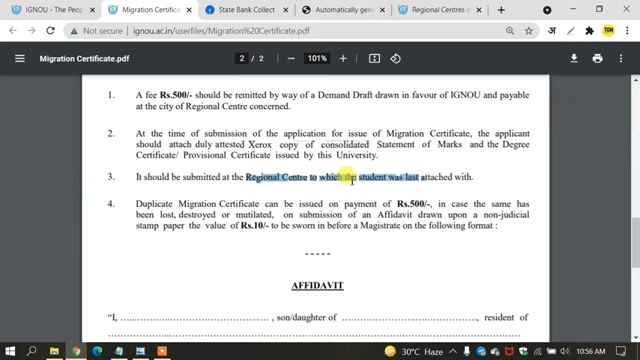 IGNOU - The Peop
Migration Certificate
State Bank Collect
Automatically gene
Regional Centres o
Not secure | ignou.ac.in/userfiles/Migration%20Certificate.pdf
Migration Certificate.pdf
2 / 2
101%
1. A fee Rs.500/- should be remitted by way of a Demand Draft drawn in favour of IGNOU and payable
at the city of Regional Centre concerned.
2. At the time of submission of the application for issue of Migration Certificate, the applicant
should attach duly attested Xerox copy of consolidated Statement of Marks and the Degree
Certificate/ Provisional Certificate issued by this University.
3. It should be submitted at the Regional Centre to which the student was last attached with.
4. Duplicate Migration Certificate can be issued on payment of Rs.500/-, in case the same has
been lost, destroyed or mutilated, on submission of an Affidavit drawn upon a non-judicial
stamp paper the value of Rs.10/- to be sworn in before a Magistrate on the following format :
- - - - -
AFFIDAVIT
"I, …...……………………….…. , son/daughter of ….…………………………….., resident of
30°C Haze
ENG
10:56 AM